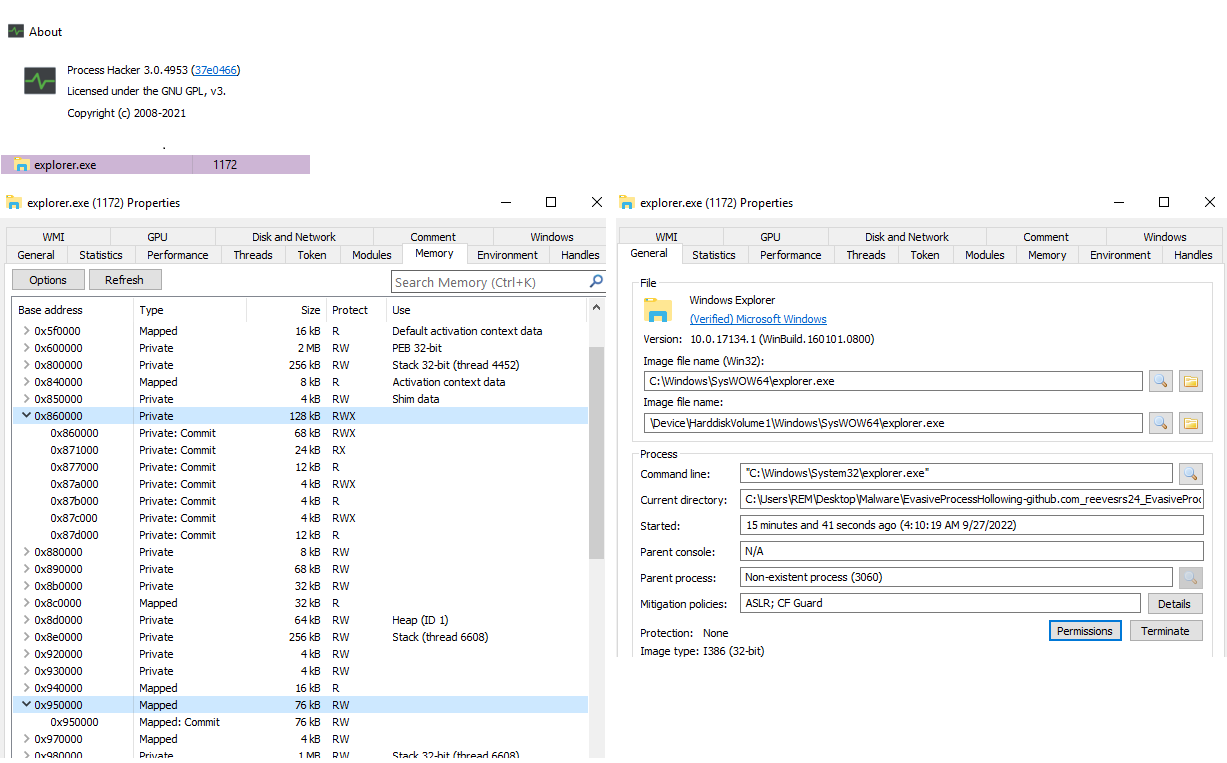 About
Process Hacker 3.0.4953 (37e0466)
Licensed under the GNU GPL, v3.
Copyright (c) 2008-2021
.
explorer.exe 1172
explorer.exe (1172) Properties
WMI GPU Disk and Network Comment Windows
General Statistics Performance Threads Token Modules Memory Environment Handles
Options Refresh Search Memory (Ctrl+K)
Base address Type Size Protect Use
0x5f0000 Mapped 16 kB R Default activation context data
0x600000 Private 2 MB RW PEB 32-bit
0x800000 Private 256 kB RW Stack 32-bit (thread 4452)
0x840000 Mapped 8 kB R Activation context data
0x850000 Private 4 kB RW Shim data
0x860000 Private 128 kB RWX
0x860000 Private: Commit 68 kB RWX
0x871000 Private: Commit 24 kB RX
0x877000 Private: Commit 12 kB R
0x87a000 Private: Commit 4 kB RWX
0x87b000 Private: Commit 4 kB R
0x87c000 Private: Commit 4 kB RWX
0x87d000 Private: Commit 12 kB R
0x880000 Private 8 kB RW
0x890000 Private 68 kB RW
0x8b0000 Private 32 kB RW
0x8c0000 Mapped 32 kB R
0x8d0000 Private 64 kB RW Heap (ID 1)
0x8e0000 Private 256 kB RW Stack (thread 6608)
0x920000 Private 4 kB RW
0x930000 Private 4 kB RW
0x940000 Mapped 16 kB R
0x950000 Mapped 76 kB RW
0x950000 Mapped: Commit 76 kB RW
0x970000 Mapped 4 kB RW
0x980000 Private 1 MB RW Stack 32-bit (thread 6608)
explorer.exe (1172) Properties
WMI GPU Disk and Network Comment Windows
General Statistics Performance Threads Token Modules Memory Environment Handles
File
Windows Explorer
(Verified) Microsoft Windows
Version: 10.0.17134.1 (WinBuild.160101.0800)
Image file name (Win32):
C:\Windows\SysWOW64\explorer.exe
Image file name:
\Device\HarddiskVolume1\Windows\SysWOW64\explorer.exe
Process
Command line: "C:\Windows\System32\explorer.exe"
Current directory: C:\Users\REM\Desktop\Malware\EvasiveProcessHollowing-github.com_reevesrs24_EvasiveProc
Started: 15 minutes and 41 seconds ago (4:10:19 AM 9/27/2022)
Parent console: N/A
Parent process: Non-existent process (3060)
Mitigation policies: ASLR; CF Guard Details
Protection: None Permissions Terminate
Image type: I386 (32-bit)